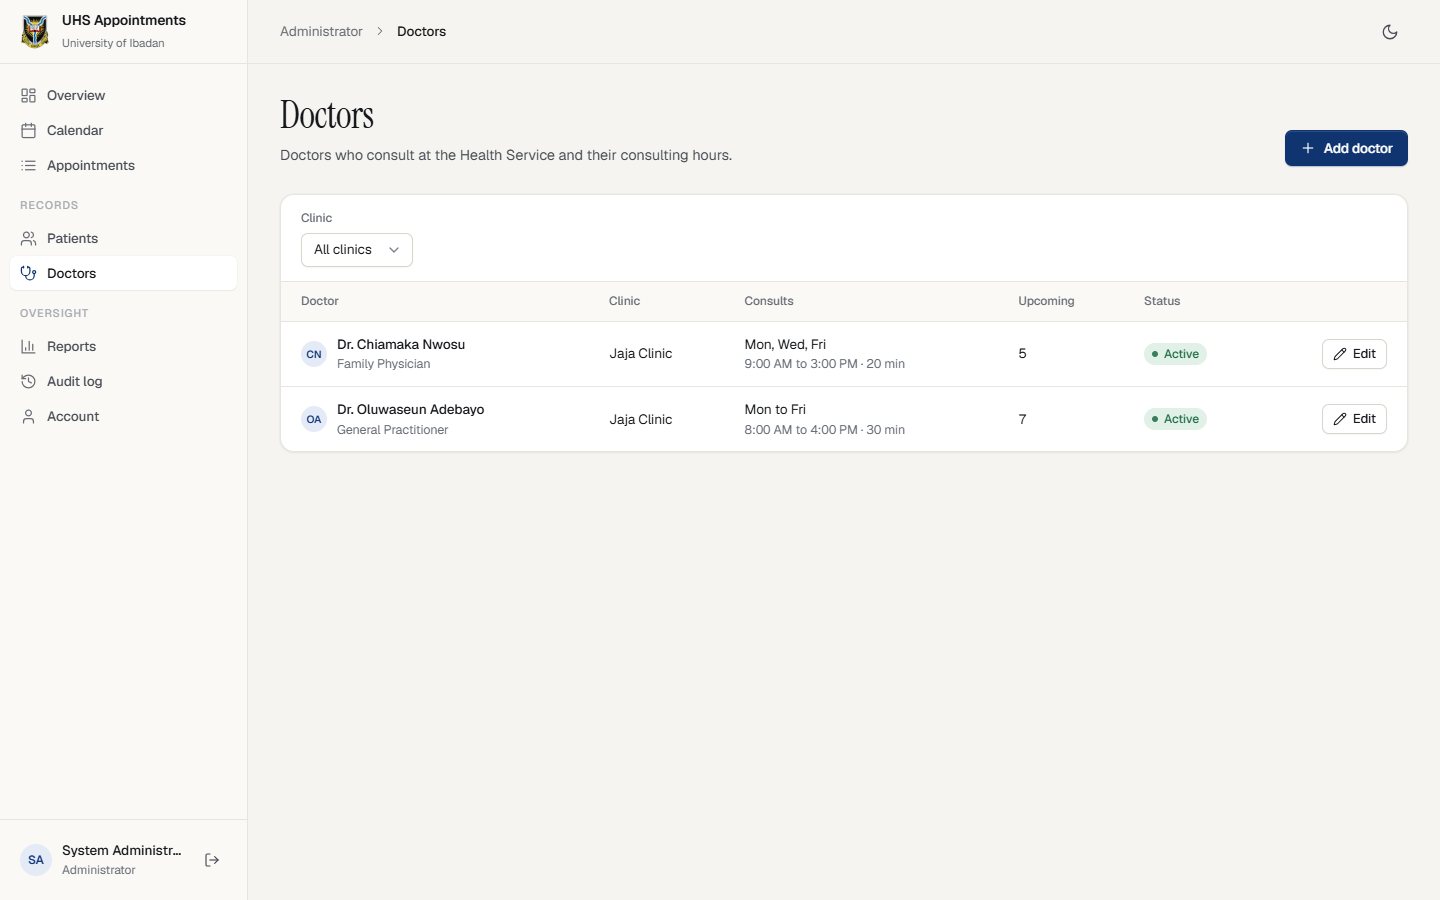 UHS Appointments
University of Ibadan
Overview
Calendar
Appointments
RECORDS
Patients
Doctors
OVERSIGHT
Reports
Audit log
Account
SA
System Administr...
Administrator
Administrator > Doctors
Doctors
Doctors who consult at the Health Service and their consulting hours.
+ Add doctor
Clinic
All clinics
Doctor Clinic Consults Upcoming Status
CN Dr. Chiamaka Nwosu Jaja Clinic Mon, Wed, Fri 5 Active Edit
Family Physician 9:00 AM to 3:00 PM · 20 min
OA Dr. Oluwaseun Adebayo Jaja Clinic Mon to Fri 7 Active Edit
General Practitioner 8:00 AM to 4:00 PM · 30 min